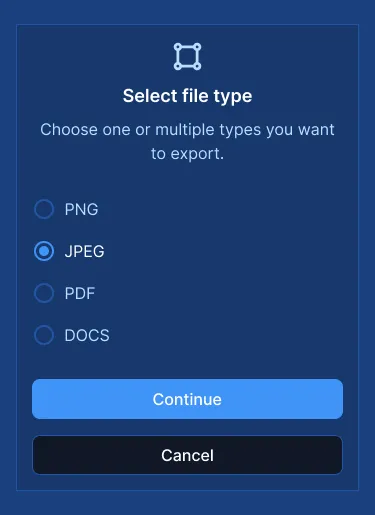 Select file type
Choose one or multiple types you want
to export.
PNG
JPEG
PDF
DOCS
Continue
Cancel